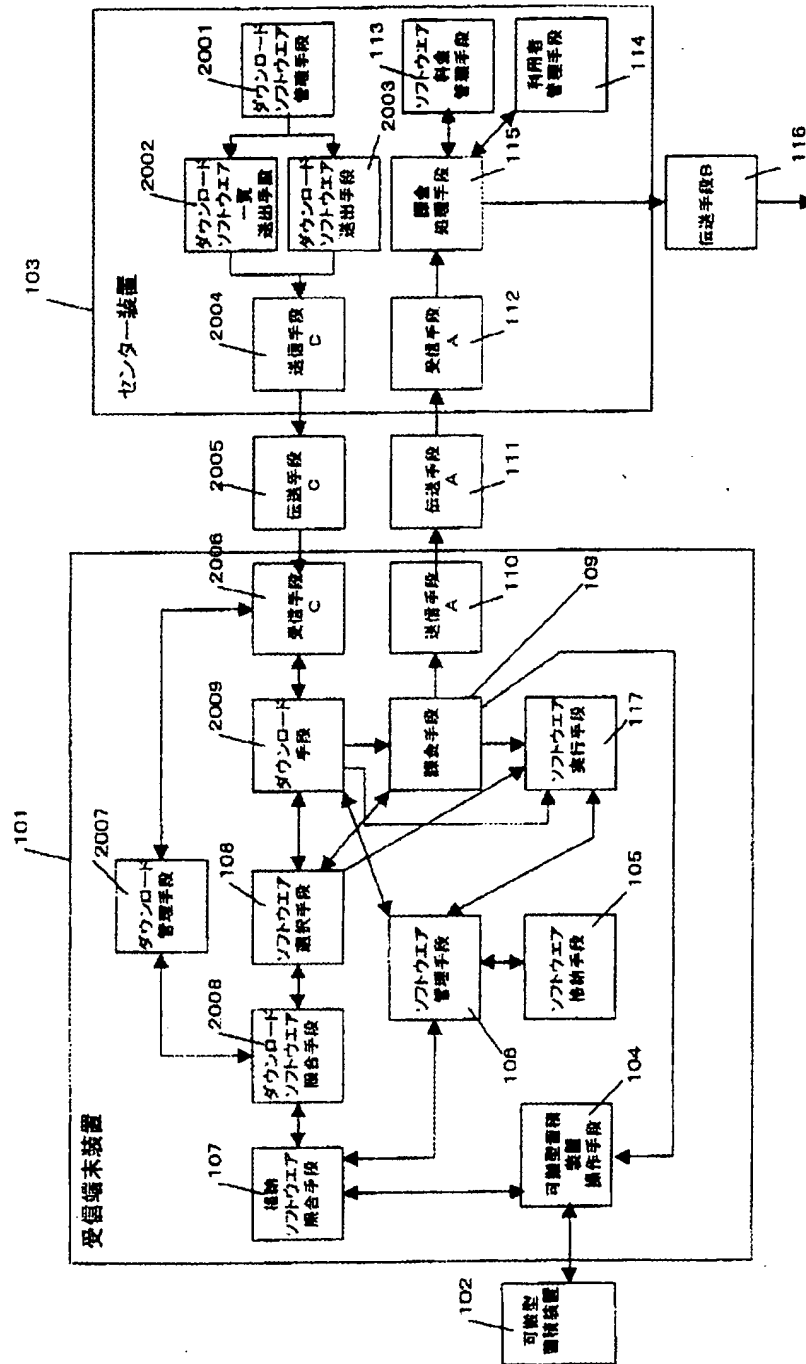 103
センター装置
2002
ダウンロード
ソフトウエア
一覧
送出手段
2001
ダウンロード
ソフトウエア
管理手段
2003
ダウンロード
ソフトウエア
送出手段
2004
送信手段
C
113
ソフトウエア
料金
管理手段
114
利用者
管理手段
115
課金
処理手段
112
受信手段
A
116
伝送手段B
2005
伝送手段
C
111
伝送手段
A
101
受信端末装置
2006
受信手段
C
110
送信手段
A
109
課金手段
2007
ダウンロード
管理手段
2009
ダウンロード
手段
117
ソフトウエア
実行手段
108
ソフトウエア
選択手段
2008
ダウンロード
ソフトウエア
照合手段
106
ソフトウエア
管理手段
105
ソフトウエア
格納手段
107
格納
ソフトウエア
照合手段
104
可搬型蓄積
装置
操作手段
102
可搬型
蓄積装置